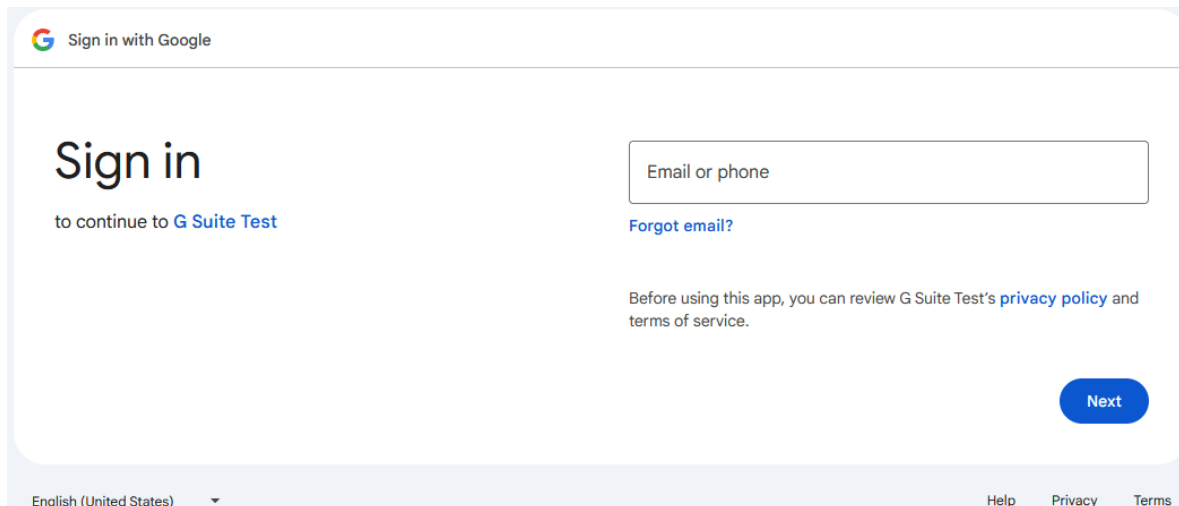 Sign in with Google
Sign in
to continue to G Suite Test
Email or phone
Forgot email?
Before using this app, you can review G Suite Test’s privacy policy and
terms of service.
Next
English (United States)
Help
Privacy
Terms